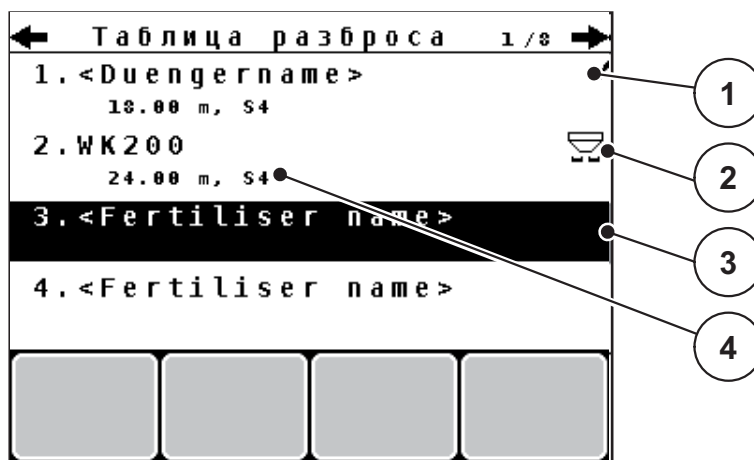 Таблица разброса 1/8
1.<Duengername>
18.00 m, S4
2.WK200
24.00 m, S4
3.<Fertiliser name>
4.<Fertiliser name>
1
2
3
4